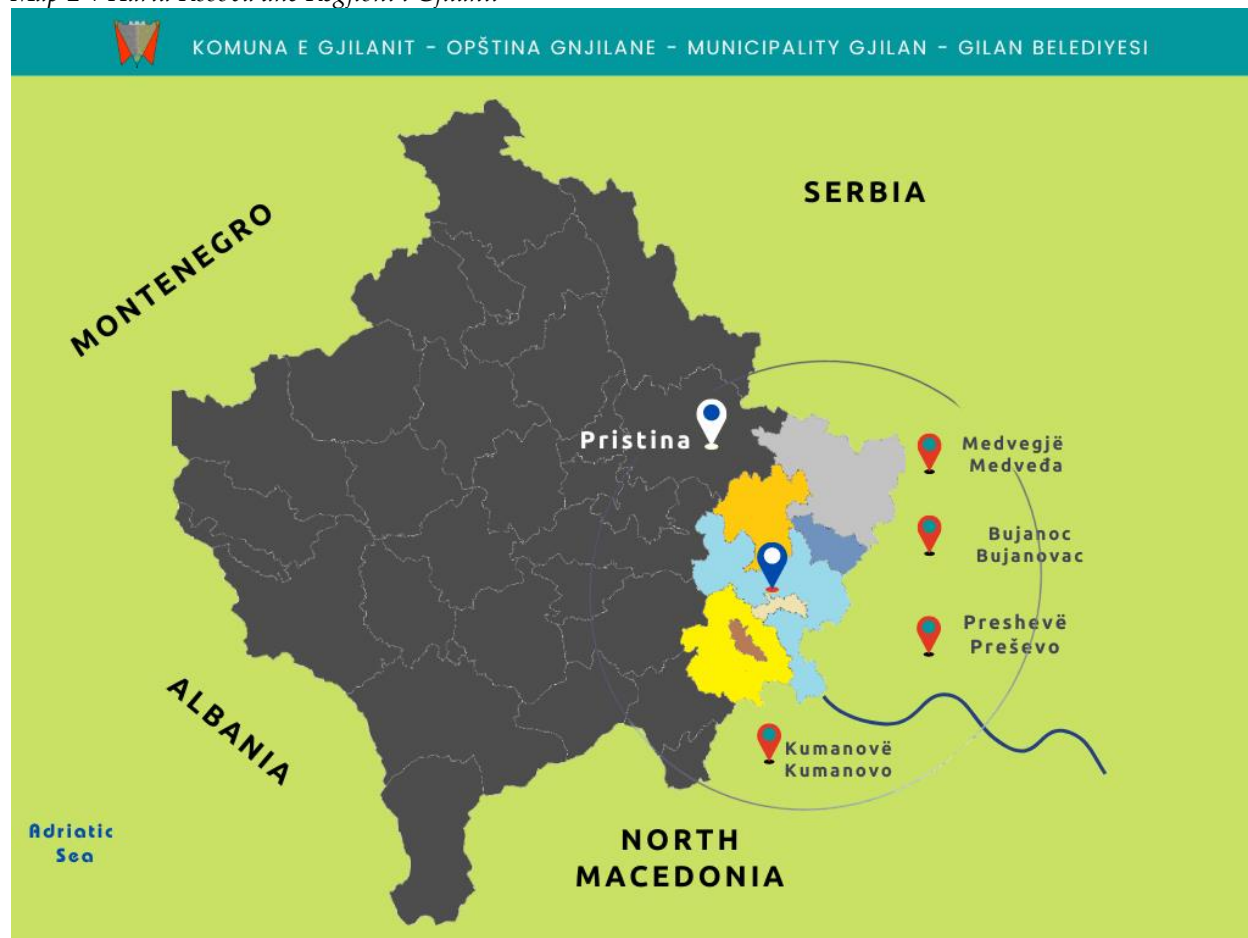 KOMUNA E GJILANIT - OPŠTINA GNJILANE - MUNICIPALITY GJILAN - GILAN BELEDIYESI
SERBIA
MONTENEGRO
Pristina
Medvegjë
Medveđa
Bujanoc
Bujanovac
Preshevë
Preševo
ALBANIA
Kumanovë
Kumanovo
Adriatic
Sea
NORTH
MACEDONIA